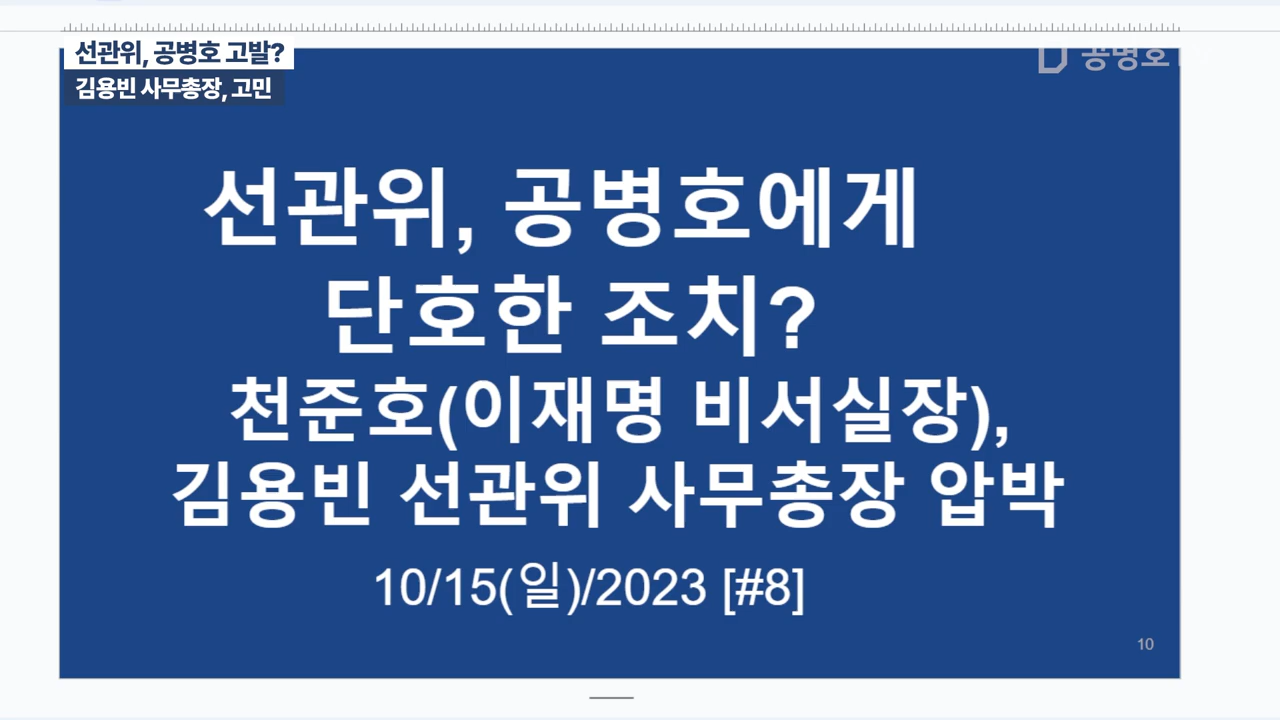 선관위, 공병호 고발?
김용빈 사무총장, 고민
공병호
선관위, 공병호에게
단호한 조치?
천준호(이재명 비서실장),
김용빈 선관위 사무총장 압박
10/15(일)/2023 [#8]
10